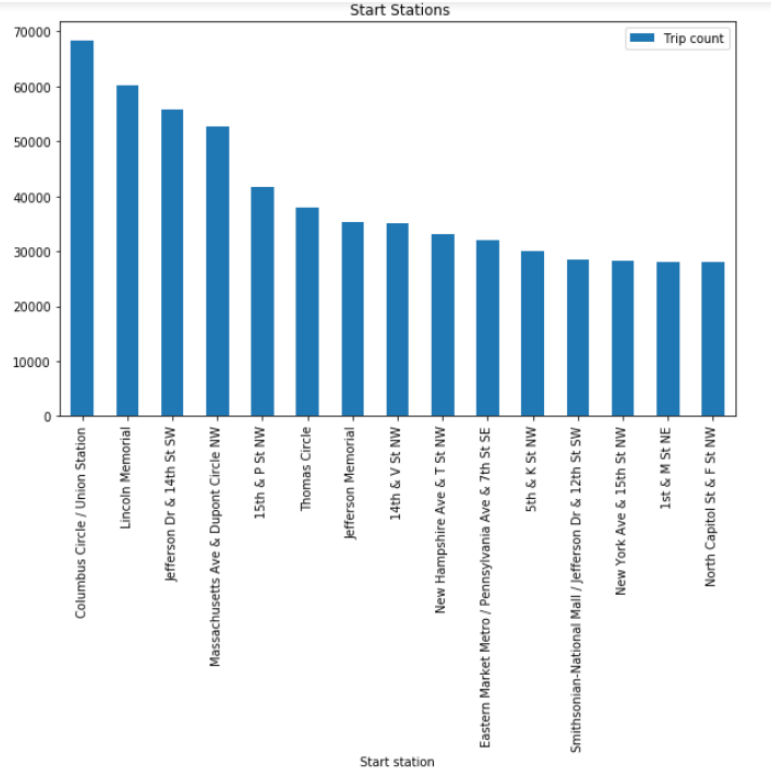 Start Stations
Trip count
70000
60000
50000
40000
30000
20000
10000
0
Columbus Circle / Union Station
Lincoln Memorial
Jefferson Dr & 14th St SW
Massachusetts Ave & Dupont Circle NW
15th & P St NW
Thomas Circle
Jefferson Memorial
14th & V St NW
New Hampshire Ave & T St NW
Eastern Market Metro / Pennsylvania Ave & 7th St SE
5th & K St NW
Smithsonian-National Mall / Jefferson Dr & 12th St SW
New York Ave & 15th St NW
1st & M St NE
North Capitol St & F St NW
Start station